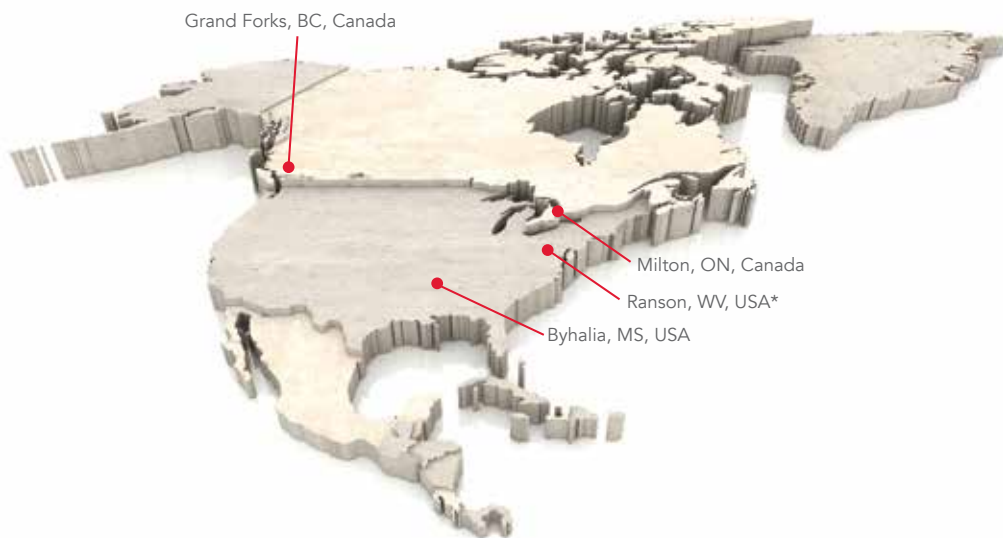 Grand Forks, BC, Canada
Milton, ON, Canada
Ranson, WV, USA*
Byhalia, MS, USA